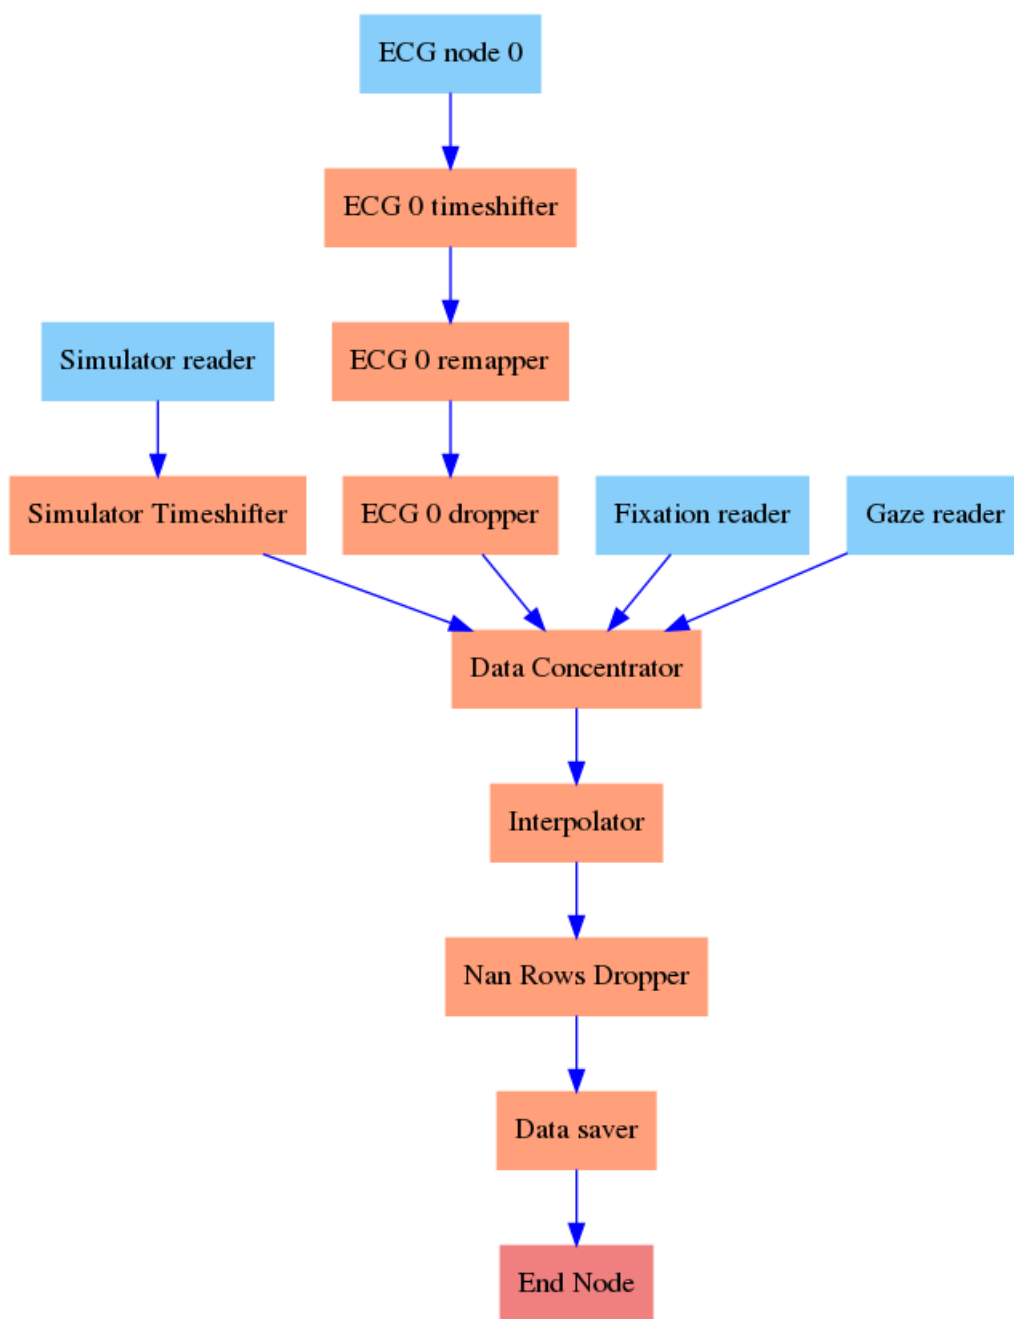 ECG node 0
ECG 0 timeshifter
Simulator reader
ECG 0 remapper
Simulator Timeshifter
ECG 0 dropper
Fixation reader
Gaze reader
Data Concentrator
Interpolator
Nan Rows Dropper
Data saver
End Node